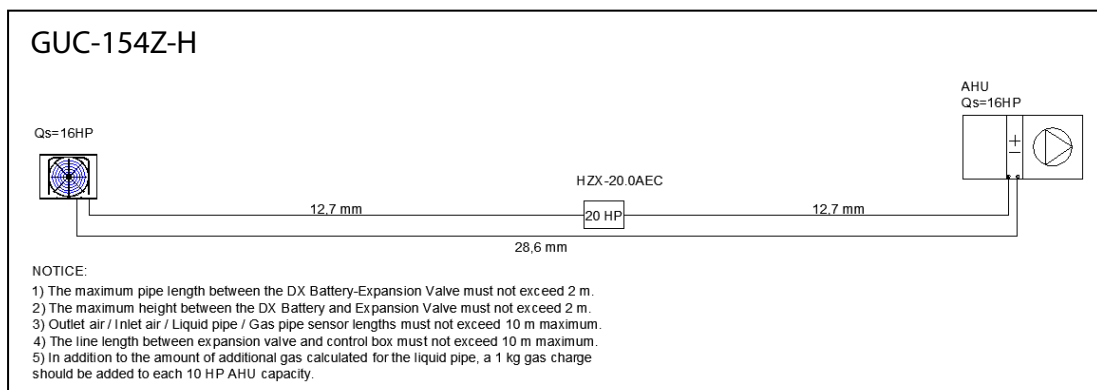 GUC-154Z-H
AHU
Qs=16HP
Qs=16HP
HZX-20.0AEC
12,7 mm
20 HP
12,7 mm
28,6 mm
NOTICE:
1) The maximum pipe length between the DX Battery-Expansion Valve must not exceed 2 m.
2) The maximum height between the DX Battery and Expansion Valve must not exceed 2 m.
3) Outlet air / Inlet air / Liquid pipe / Gas pipe sensor lengths must not exceed 10 m maximum.
4) The line length between expansion valve and control box must not exceed 10 m maximum.
5) In addition to the amount of additional gas calculated for the liquid pipe, a 1 kg gas charge
should be added to each 10 HP AHU capacity.